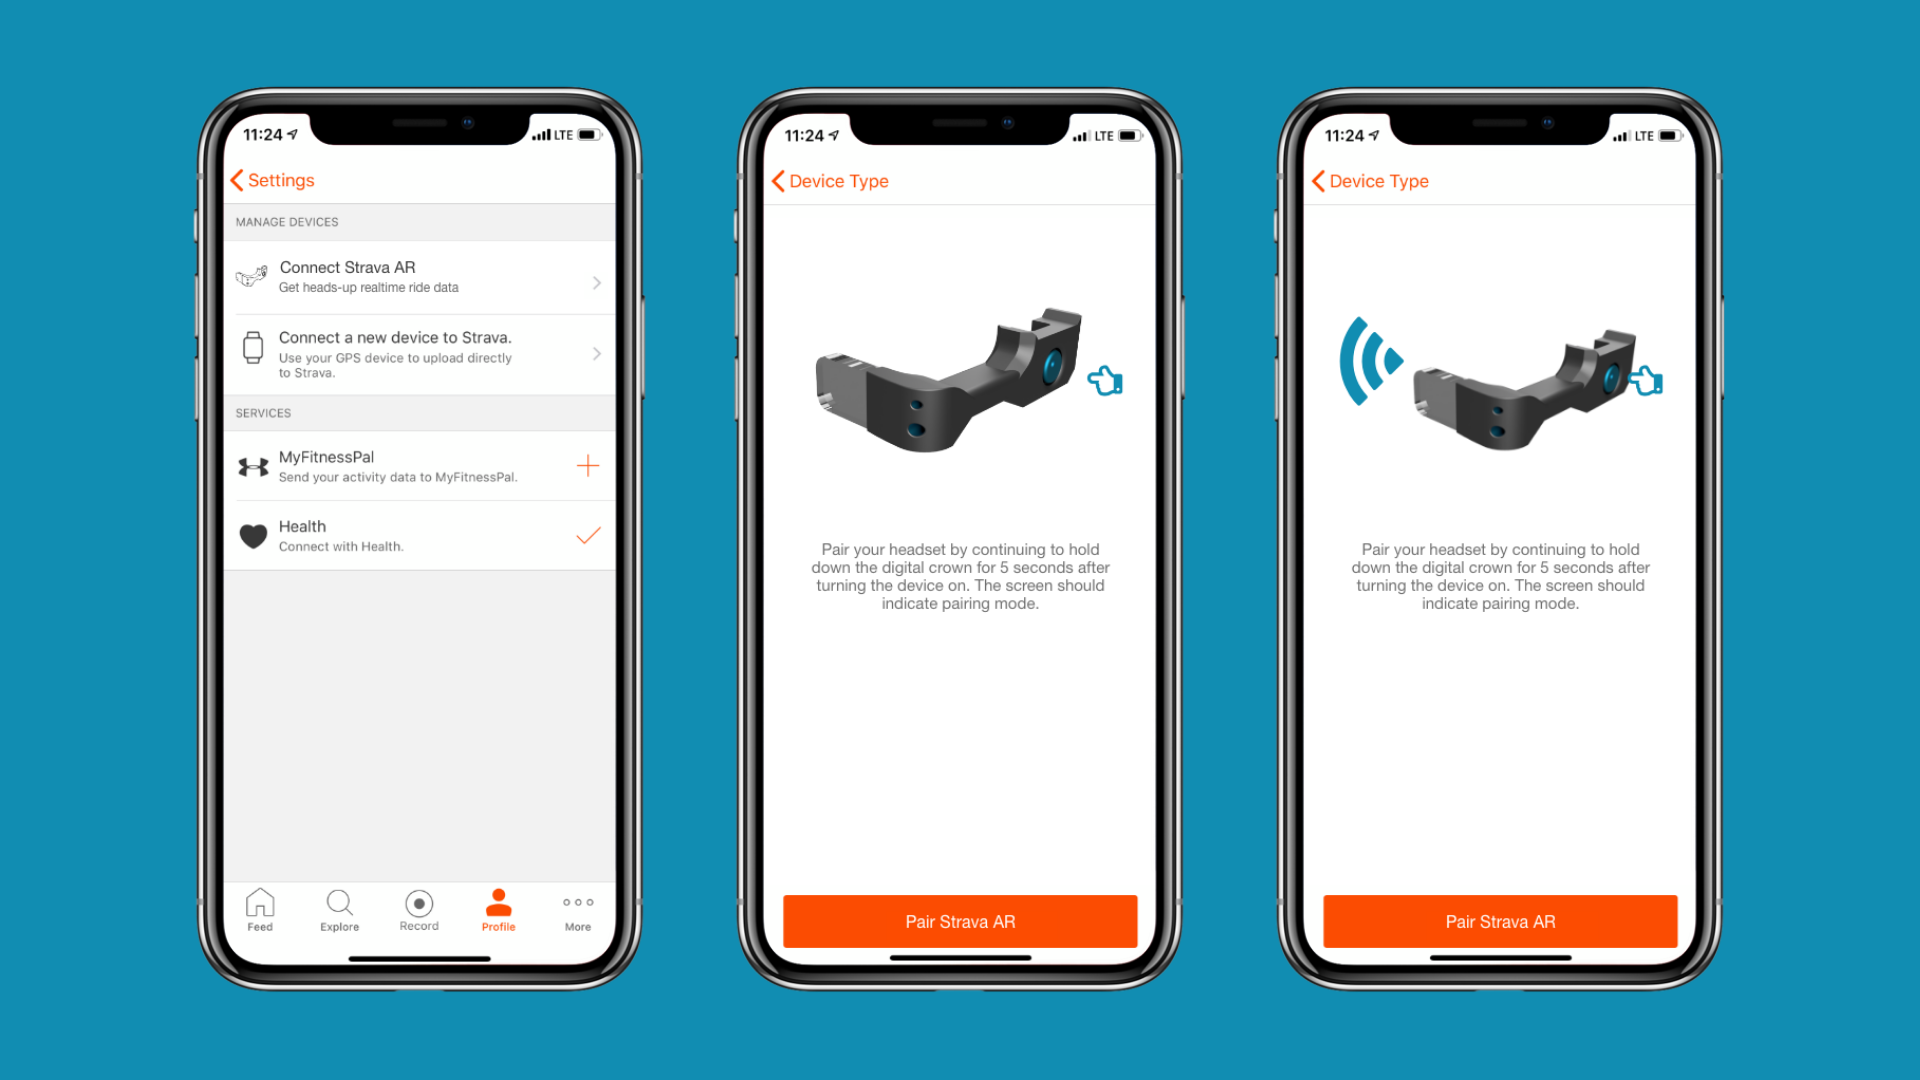 11:24
LTE
Settings
MANAGE DEVICES
Connect Strava AR
Get heads-up realtime ride data
Connect a new device to Strava.
Use your GPS device to upload directly
to Strava.
SERVICES
MyFitnessPal
Send your activity data to MyFitnessPal.
Health
Connect with Health.
Feed
Explore
Record
Profile
More
11:24
LTE
Device Type
Pair your headset by continuing to hold
down the digital crown for 5 seconds after
turning the device on. The screen should
indicate pairing mode.
Pair Strava AR
11:24
LTE
Device Type
Pair your headset by continuing to hold
down the digital crown for 5 seconds after
turning the device on. The screen should
indicate pairing mode.
Pair Strava AR